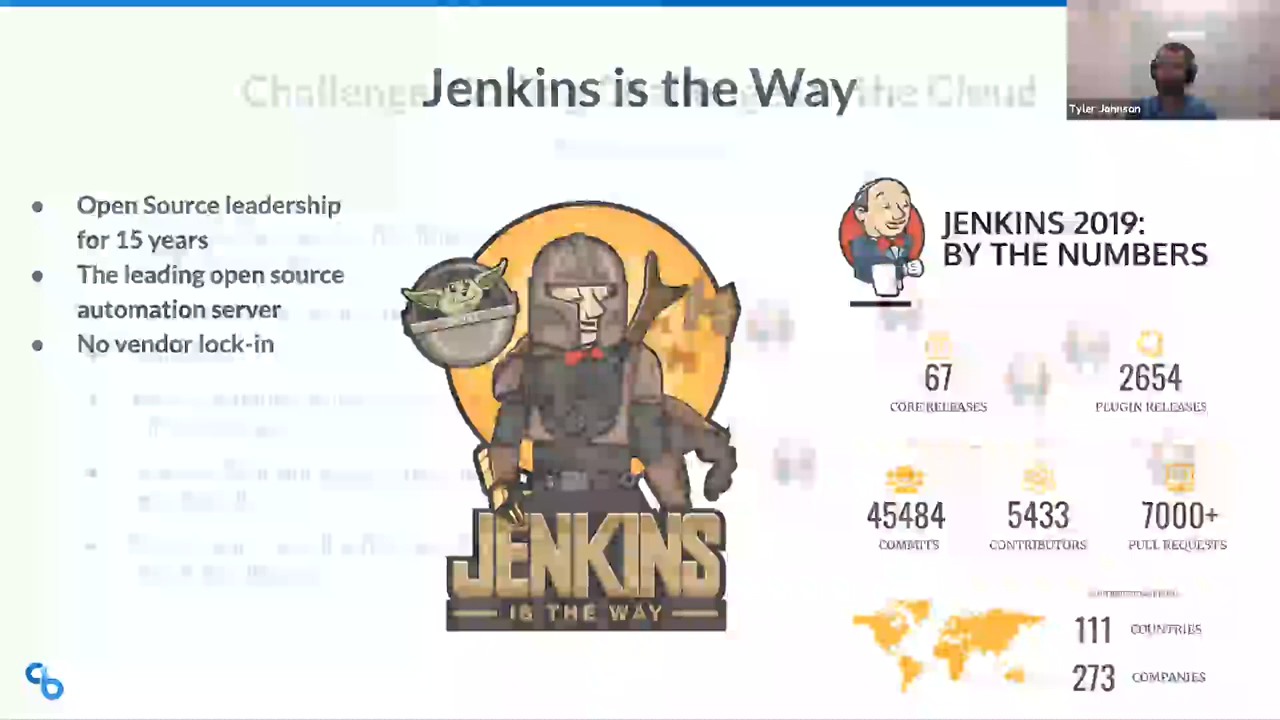 Jenkins is the Way
Tyler Johnson
Open Source leadership
for 15 years
The leading open source
automation server
No vendor lock-in
JENKINS
IS THE WAY
JENKINS 2019:
BY THE NUMBERS
67
CORE RELEASES
2654
PLUGIN RELEASES
45484
COMMITS
5433
CONTRIBUTORS
7000+
PULL REQUESTS
111 COUNTRIES
273 COMPANIES